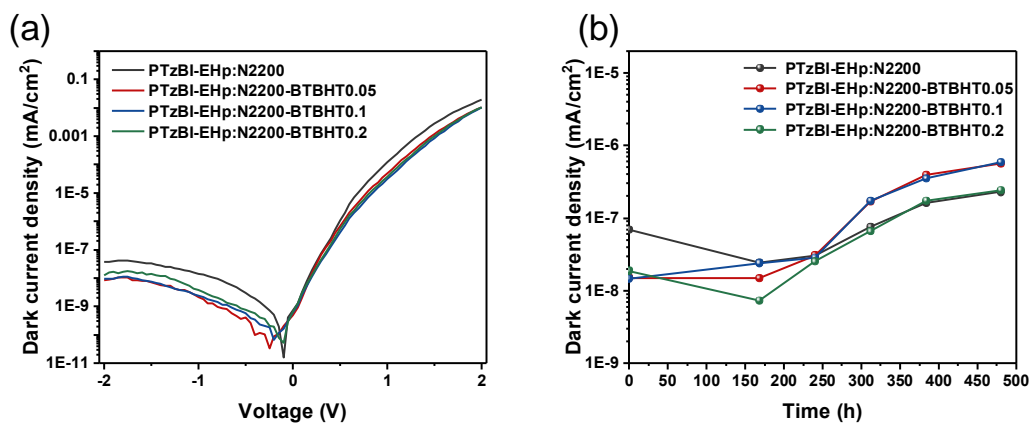 (a)
PTzBI-EHp:N2200
PTzBI-EHp:N2200-BTBHT0.05
PTzBI-EHp:N2200-BTBHT0.1
PTzBI-EHp:N2200-BTBHT0.2
Dark current density (mA/cm²)
0.1
0.001
1E-5
1E-7
1E-9
1E-11
-2
-1
0
1
2
Voltage (V)
(b)
PTzBI-EHp:N2200
PTzBI-EHp:N2200-BTBHT0.05
PTzBI-EHp:N2200-BTBHT0.1
PTzBI-EHp:N2200-BTBHT0.2
Dark current density (mA/cm²)
1E-5
1E-6
1E-7
1E-8
1E-9
0
50
100
150
200
250
300
350
400
450
500
Time (h)